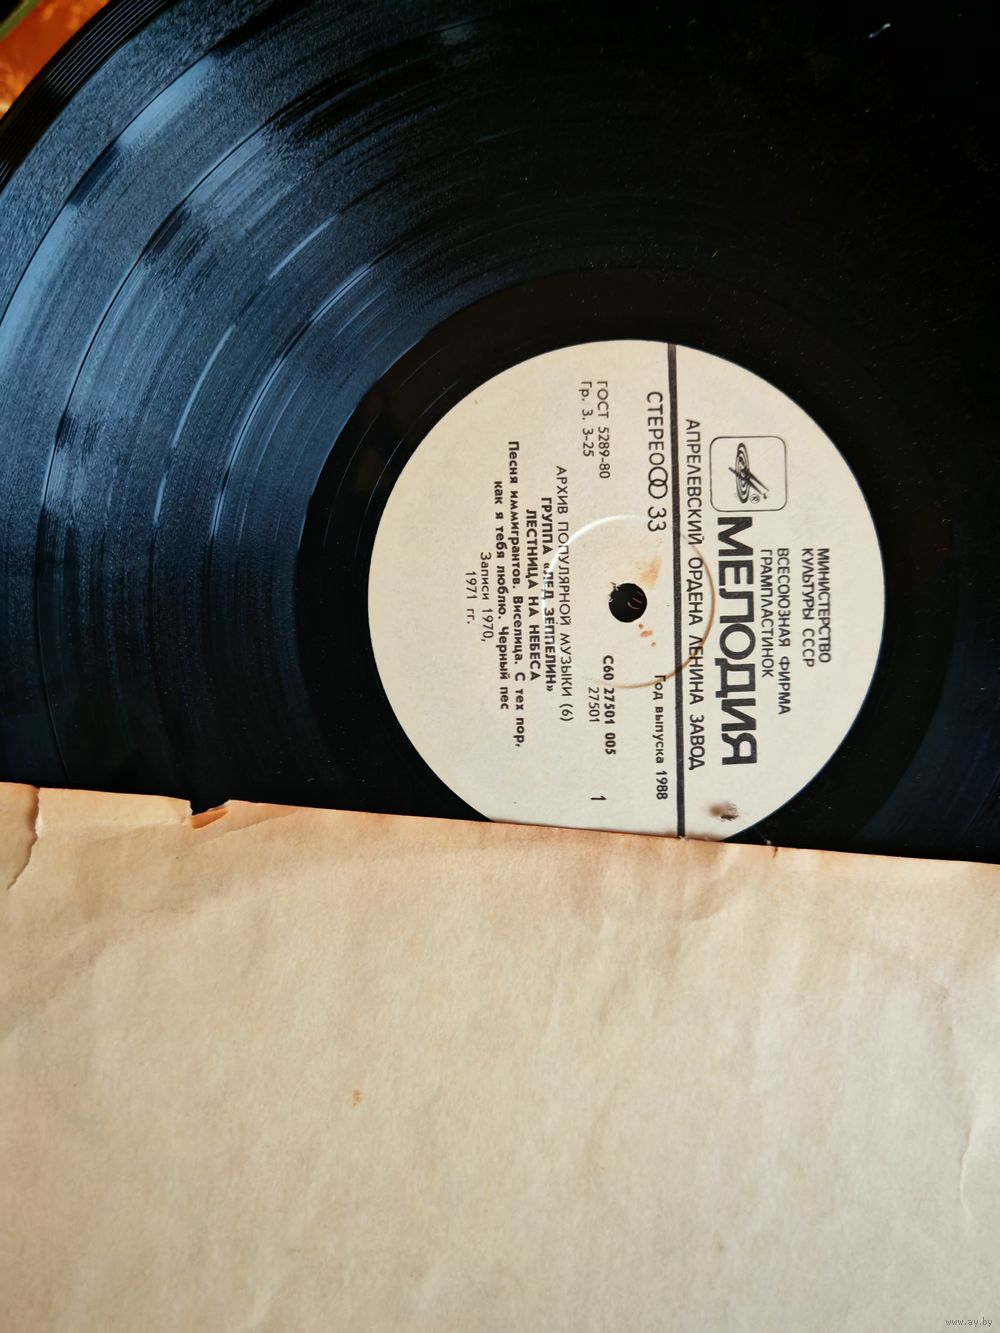 МИНИСТЕРСТВО
КУЛЬТУРЫ СССР
ВСЕСОЮЗНАЯ ФИРМА
ГРАМПЛАСТИНОК
®
МЕЛОДИЯ
АПРЕЛЕВСКИЙ ОРДЕНА ЛЕНИНА ЗАВОД
СТЕРЕО 33
Год выпуска 1988
ГОСТ 5289-80
Гр. 3. 3-25
С60 27501 005
27501
1
АРХИВ ПОПУЛЯРНОЙ МУЗЫКИ (6)
ГРУППА «ЛЕД ЗЕППЕЛИН»
ЛЕСТНИЦА НА НЕБЕСА
Песня иммигрантов. Виселица. С тех пор,
как я тебя люблю. Черный пес
Записи 1970,
1971 гг.
www.ay.by